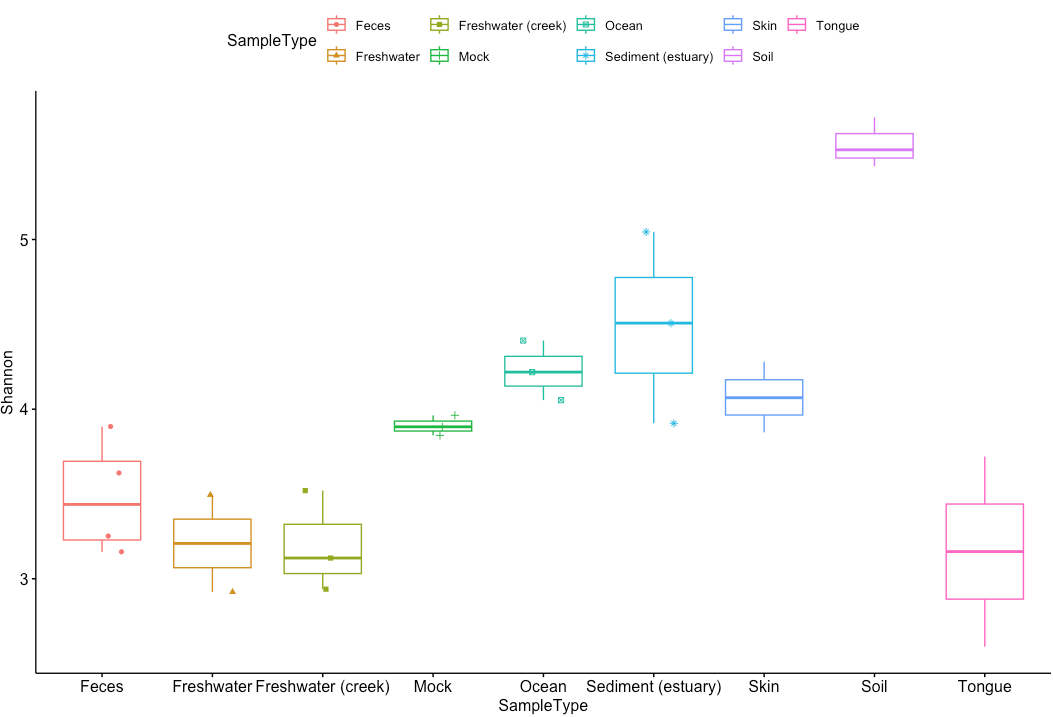 SampleType
Feces Freshwater (creek) Ocean Skin Tongue
Freshwater Mock Sediment (estuary) Soil
Shannon
5
4
3
Feces Freshwater Freshwater (creek) Mock Ocean Sediment (estuary) Skin Soil Tongue
SampleType